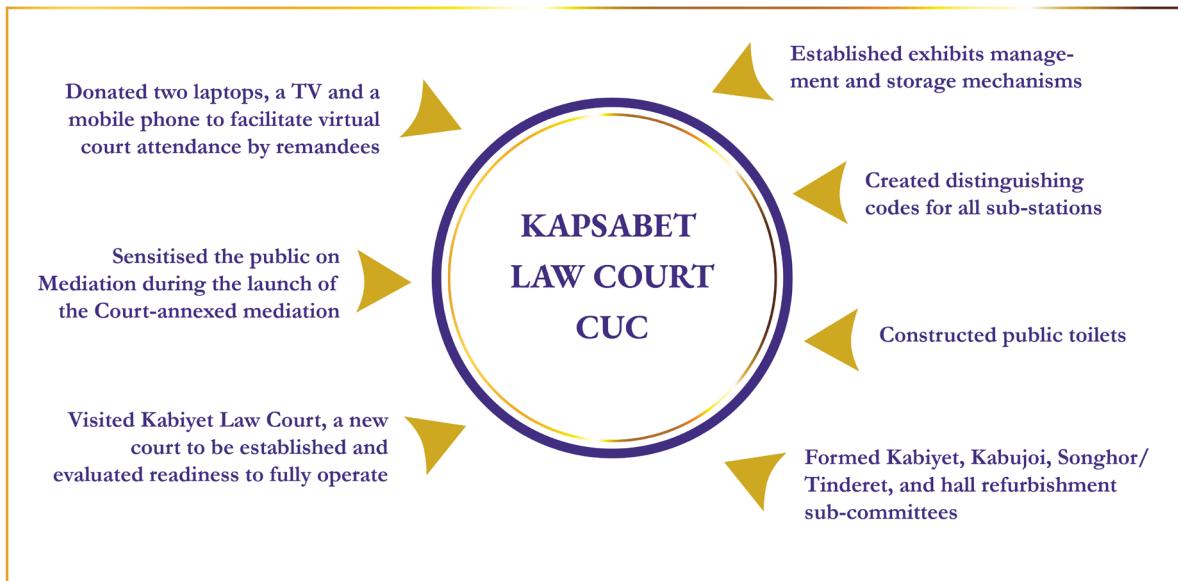 Donated two laptops, a TV and a
mobile phone to facilitate virtual
court attendance by remandees
Sensitised the public on
Mediation during the launch of
the Court-annexed mediation
Visited Kabiyet Law Court, a new
court to be established and
evaluated readiness to fully operate
KAPSABET
LAW COURT
CUC
Established exhibits manage-
ment and storage mechanisms
Created distinguishing
codes for all sub-stations
Constructed public toilets
Formed Kabiyet, Kabujoi, Songhor/
Tinderet, and hall refurbishment
sub-committees